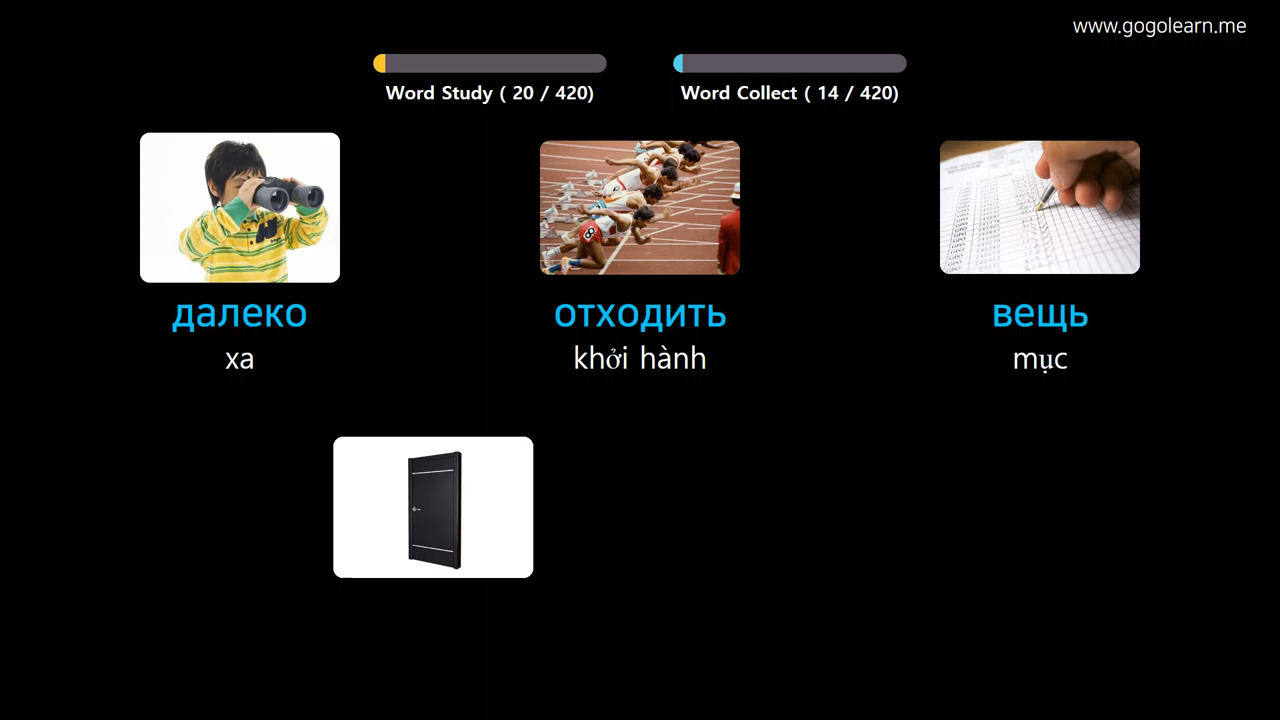 www.gogolearn.me
Word Study ( 20 / 420)
Word Collect ( 14 / 420)
далеко
отходить
вещь
xa
khởi hành
mục